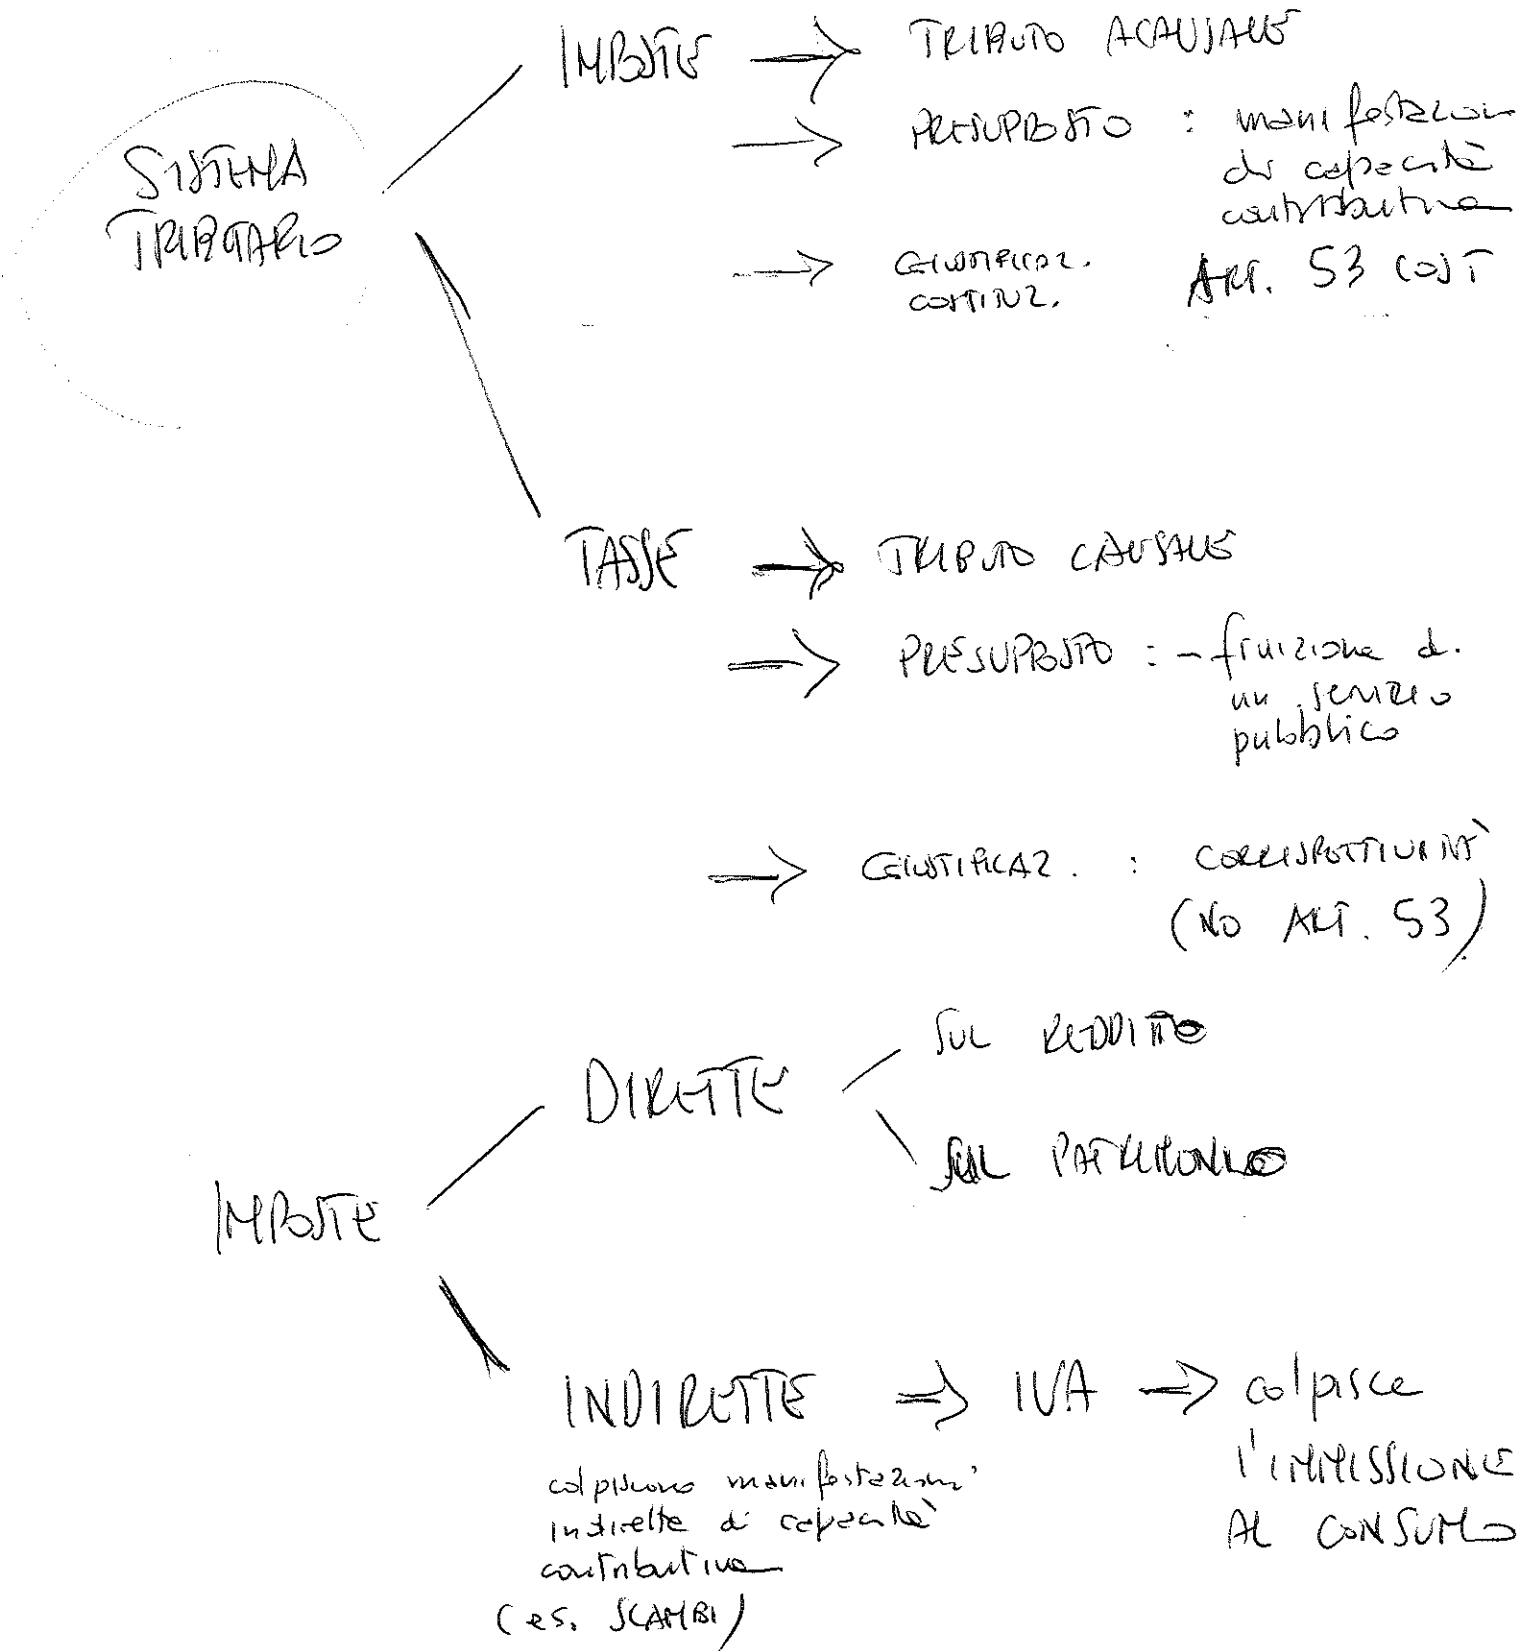 SISTEMA
TRIBUTARIO
IMPOSTE → TRIBUTO ACAUSALE
→ PRESUPPOSTO : manifestazion
di capacità
contributiva
→ GIUSTIFICAZ. ART. 53 COST
COSTITUZ.
TASSE → TRIBUTO CAUSALE
→ PRESUPPOSTO : - fruizione di
un servizio
pubblico
→ GIUSTIFICAZ. : CORRISPETTIVITÀ
(NO ART. 53)
IMPOSTE
DIRETTE
SUL REDDITO
SUL PATRIMONIO
INDIRETTE ⇒ IVA → colpisce
l'IMMISSIONE
AL CONSUMO
colpiscono manifestazioni
indirette di capacità
contributiva
(es. SCAMBI)